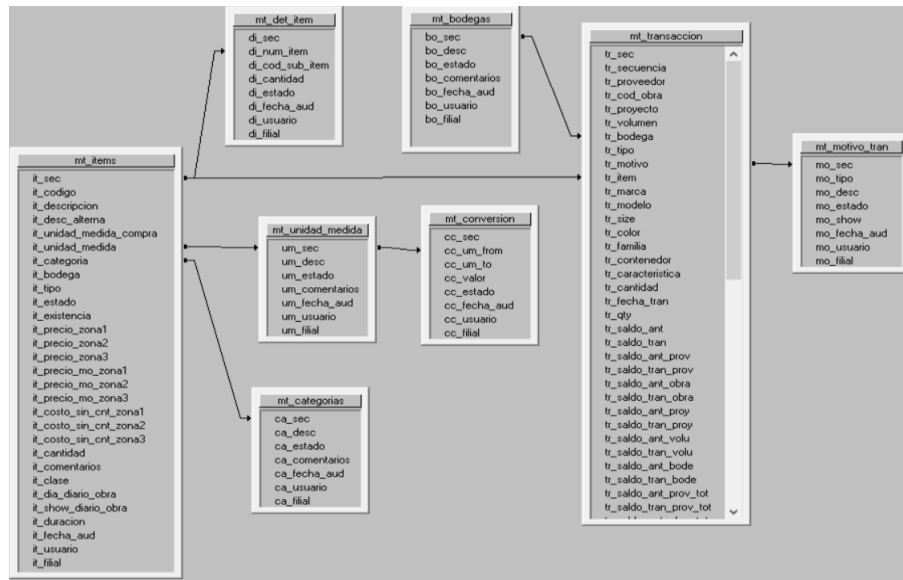 mt_det_item
di_sec
di_num_item
di_cod_sub_item
di_cantidad
di_estado
di_fecha_aud
di_usuario
di_filial
mt_bodegas
bo_sec
bo_desc
bo_estado
bo_comentarios
bo_fecha_aud
bo_usuario
bo_filial
mt_transaccion
tr_sec
tr_secuencia
tr_proveedor
tr_cod_obra
tr_proyecto
tr_volumen
tr_bodega
tr_tipo
tr_motivo
tr_item
tr_marca
tr_modelo
tr_size
tr_color
tr_familia
tr_contenedor
tr_caracteristica
tr_cantidad
tr_fecha_tran
tr_qty
tr_saldo_ant
tr_saldo_tran
tr_saldo_ant_prov
tr_saldo_tran_prov
tr_saldo_ant_obra
tr_saldo_tran_obra
tr_saldo_ant_proy
tr_saldo_tran_proy
tr_saldo_ant_volu
tr_saldo_tran_volu
tr_saldo_ant_bode
tr_saldo_tran_bode
tr_saldo_ant_prov_tot
tr_saldo_tran_prov_tot
mt_motivo_tran
mo_sec
mo_tipo
mo_desc
mo_estado
mo_show
mo_fecha_aud
mo_usuario
mo_filial
mt_items
it_sec
it_codigo
it_descripcion
it_desc_alterna
it_unidad_medida_compra
it_unidad_medida
it_categoria
it_bodega
it_tipo
it_estado
it_existencia
it_precio_zona1
it_precio_zona2
it_precio_zona3
it_precio_mo_zona1
it_precio_mo_zona2
it_precio_mo_zona3
it_costo_sin_cnt_zona1
it_costo_sin_cnt_zona2
it_costo_sin_cnt_zona3
it_cantidad
it_comentarios
it_clase
it_dia_diario_obra
it_show_diario_obra
it_duracion
it_fecha_aud
it_usuario
it_filial
mt_unidad_medida
um_sec
um_desc
um_estado
um_comentarios
um_fecha_aud
um_usuario
um_filial
mt_conversion
cc_sec
cc_um_from
cc_um_to
cc_valor
cc_estado
cc_fecha_aud
cc_usuario
cc_filial
mt_categorias
ca_sec
ca_desc
ca_estado
ca_comentarios
ca_fecha_aud
ca_usuario
ca_filial